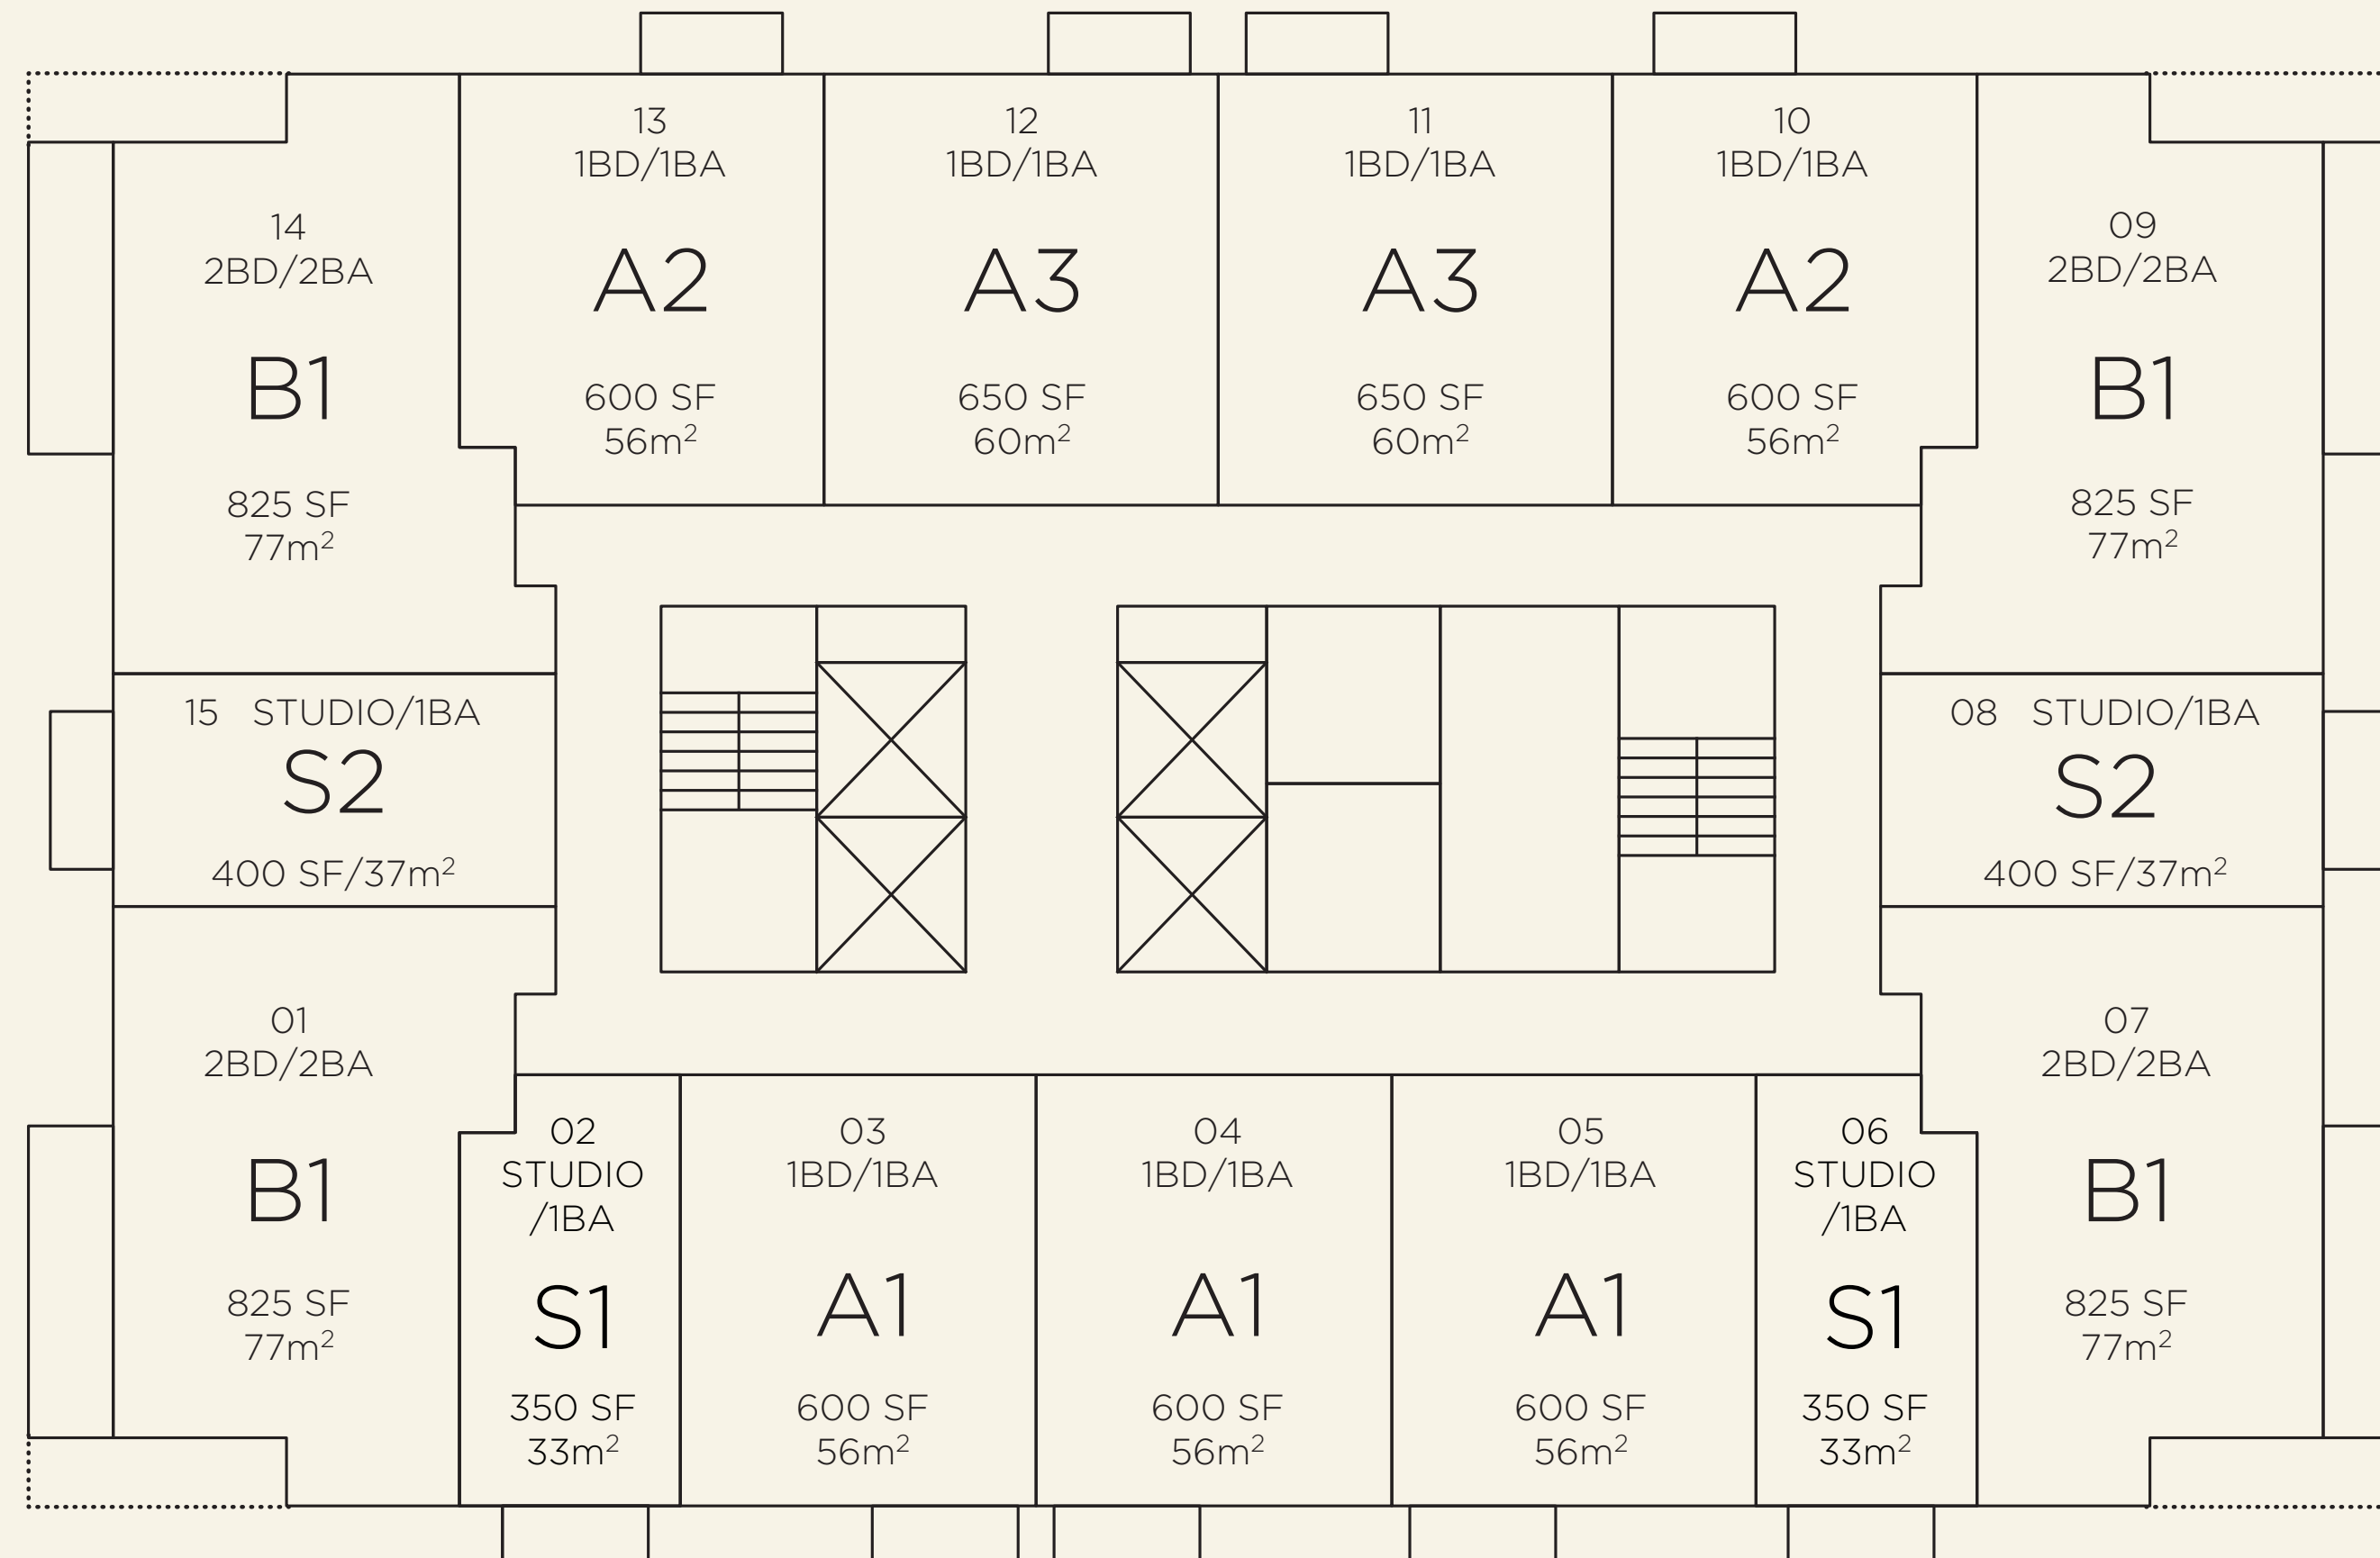 13
1BD/1BA
A2
600 SF
56m²
12
1BD/1BA
A3
650 SF
60m²
11
1BD/1BA
A3
650 SF
60m²
10
1BD/1BA
A2
600 SF
56m²
14
2BD/2BA
B1
825 SF
77m²
09
2BD/2BA
B1
825 SF
77m²
15 STUDIO/1BA
S2
400 SF/37m²
08 STUDIO/1BA
S2
400 SF/37m²
01
2BD/2BA
B1
825 SF
77m²
02
STUDIO
/1BA
S1
350 SF
33m²
03
1BD/1BA
A1
600 SF
56m²
04
1BD/1BA
A1
600 SF
56m²
05
1BD/1BA
A1
600 SF
56m²
06
STUDIO
/1BA
S1
350 SF
33m²
07
2BD/2BA
B1
825 SF
77m²